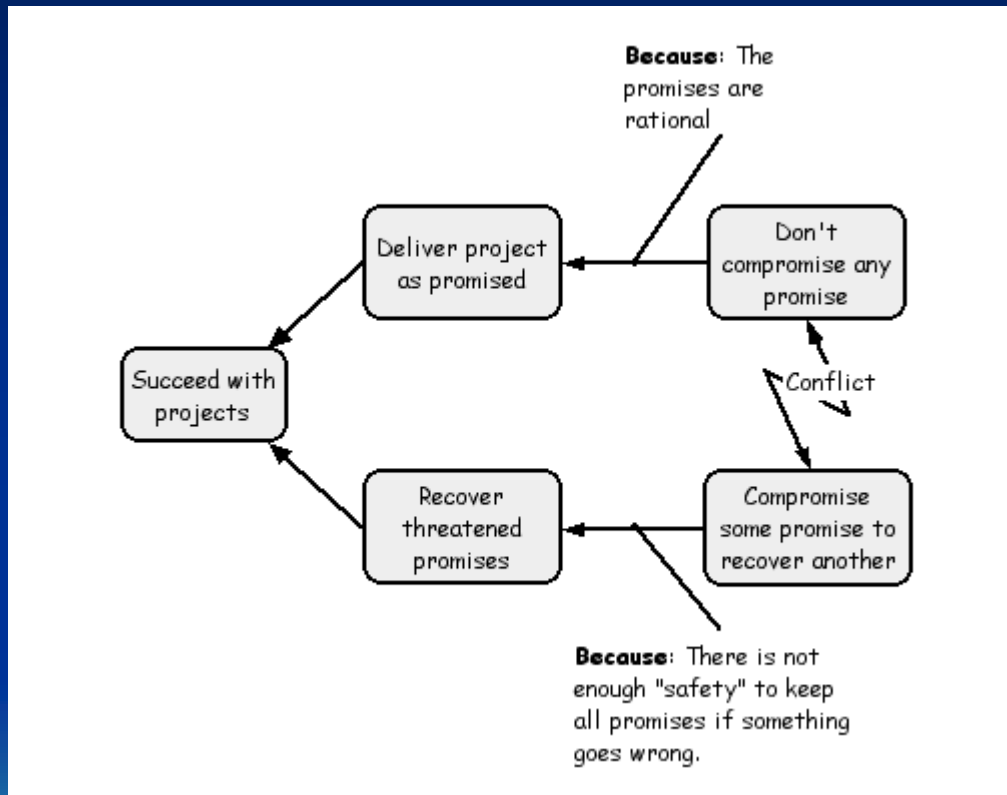 Because: The
promises are
rational
Deliver project
as promised
Don't
compromise any
promise
Succeed with
projects
Conflict
Recover
threatened
promises
Compromise
some promise to
recover another
Because: There is not
enough "safety" to keep
all promises if something
goes wrong.